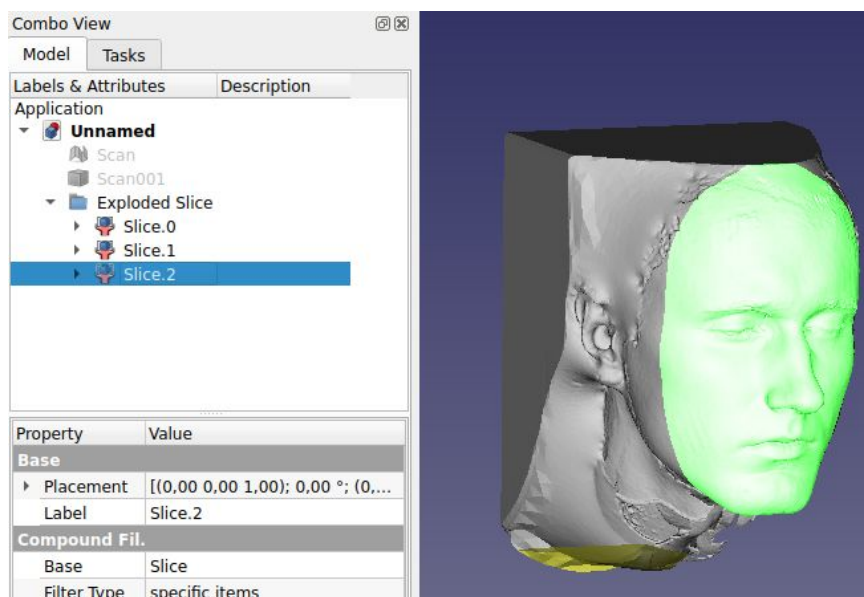 Combo View
Model Tasks
Labels & Attributes Description
Application
Unnamed
Scan
Scan001
Exploded Slice
Slice.0
Slice.1
Slice.2
Property Value
Base
Placement [(0,00 0,00 1,00); 0,00 °; (0,...
Label Slice.2
Compound Fil.
Base Slice
Filter Type specific items